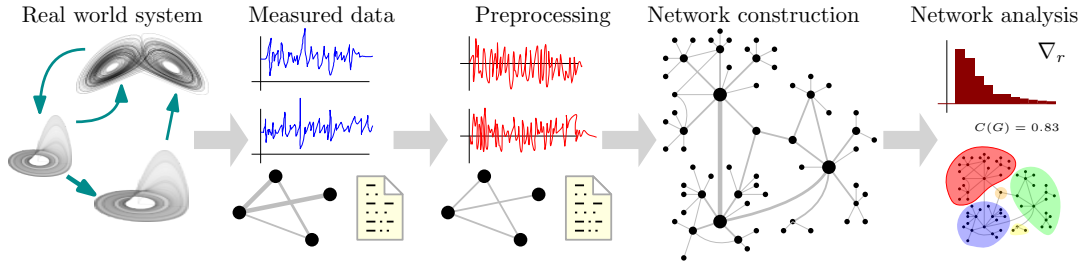 Real world system
Measured data
Preprocessing
Network construction
Network analysis
∇r
C(G) = 0.83